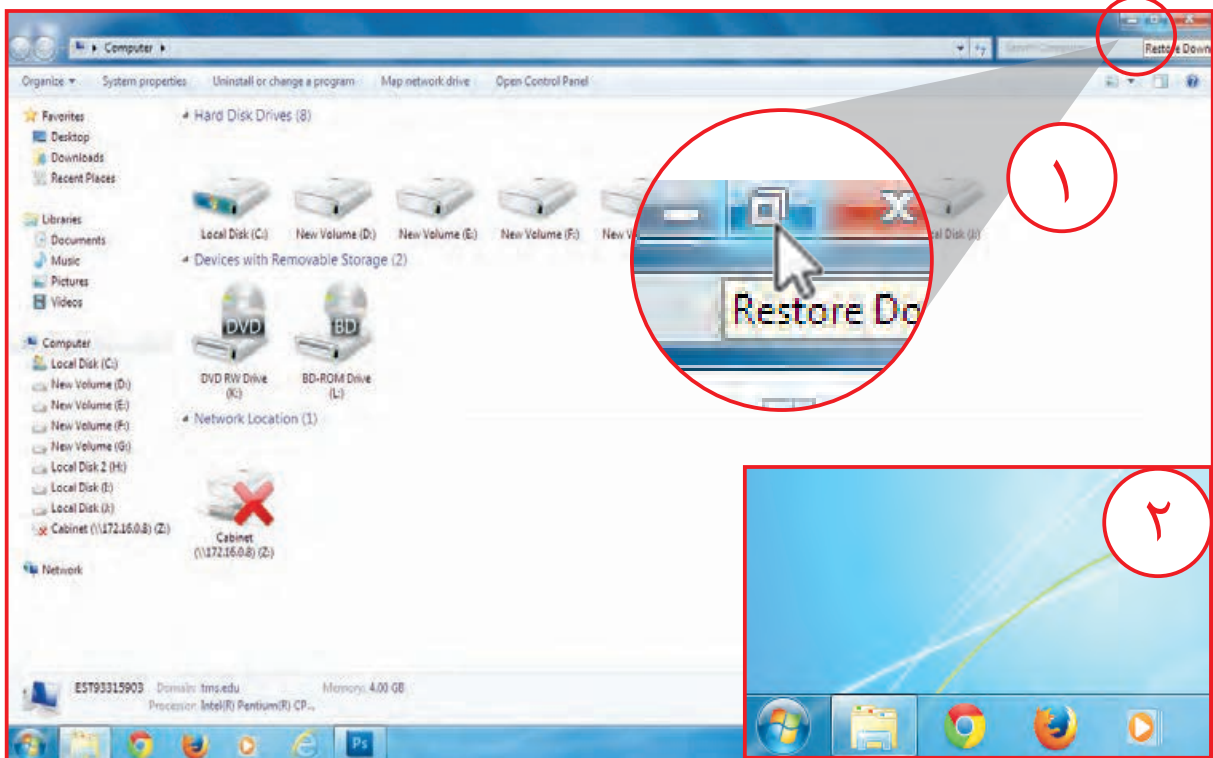 Computer
Restore Down
Organize
System properties
Uninstall or change a program
Map network drive
Open Control Panel
Favorites
Desktop
Downloads
Recent Places
Libraries
Documents
Music
Pictures
Videos
Computer
Local Disk (C:)
New Volume (D:)
New Volume (E:)
New Volume (F:)
New Volume (G:)
Local Disk 2 (H:)
Local Disk (I:)
Local Disk (J:)
Cabinet (\\172.16.0.8) (Z:)
Network
Hard Disk Drives (8)
Local Disk (C:)
New Volume (D:)
New Volume (E:)
New Volume (F:)
New V
al Disk (J:)
Devices with Removable Storage (2)
DVD
BD
DVD RW Drive
(K:)
BD-ROM Drive
(L:)
Network Location (1)
Cabinet
(\\172.16.0.8) (Z:)
Restore Do
١
٢
EST93315903
Domain: tms.edu
Memory: 4.00 GB
Processor: Intel(R) Pentium(R) CP...
Ps